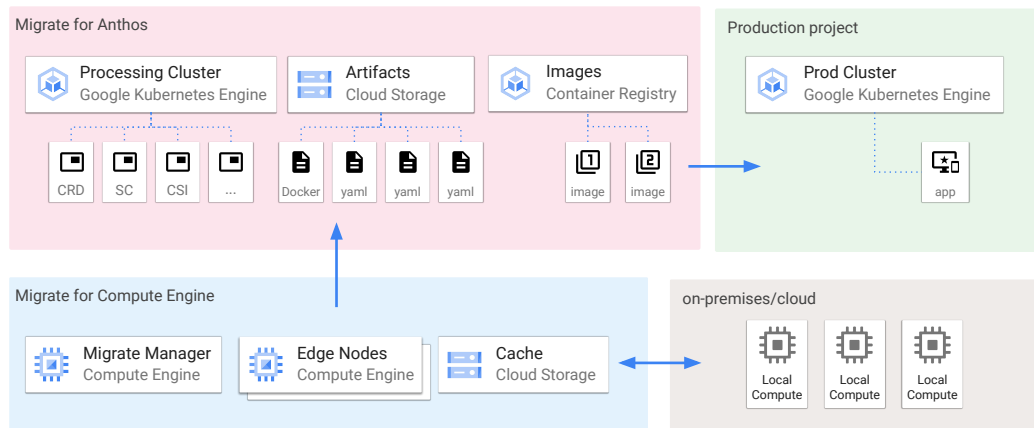 Migrate for Anthos
Processing Cluster
Google Kubernetes Engine
Artifacts
Cloud Storage
Images
Container Registry
CRD
SC
CSI
...
Docker
yaml
yaml
yaml
1
image
2
image
Production project
Prod Cluster
Google Kubernetes Engine
app
Migrate for Compute Engine
Migrate Manager
Compute Engine
Edge Nodes
Compute Engine
Cache
Cloud Storage
on-premises/cloud
Local
Compute
Local
Compute
Local
Compute